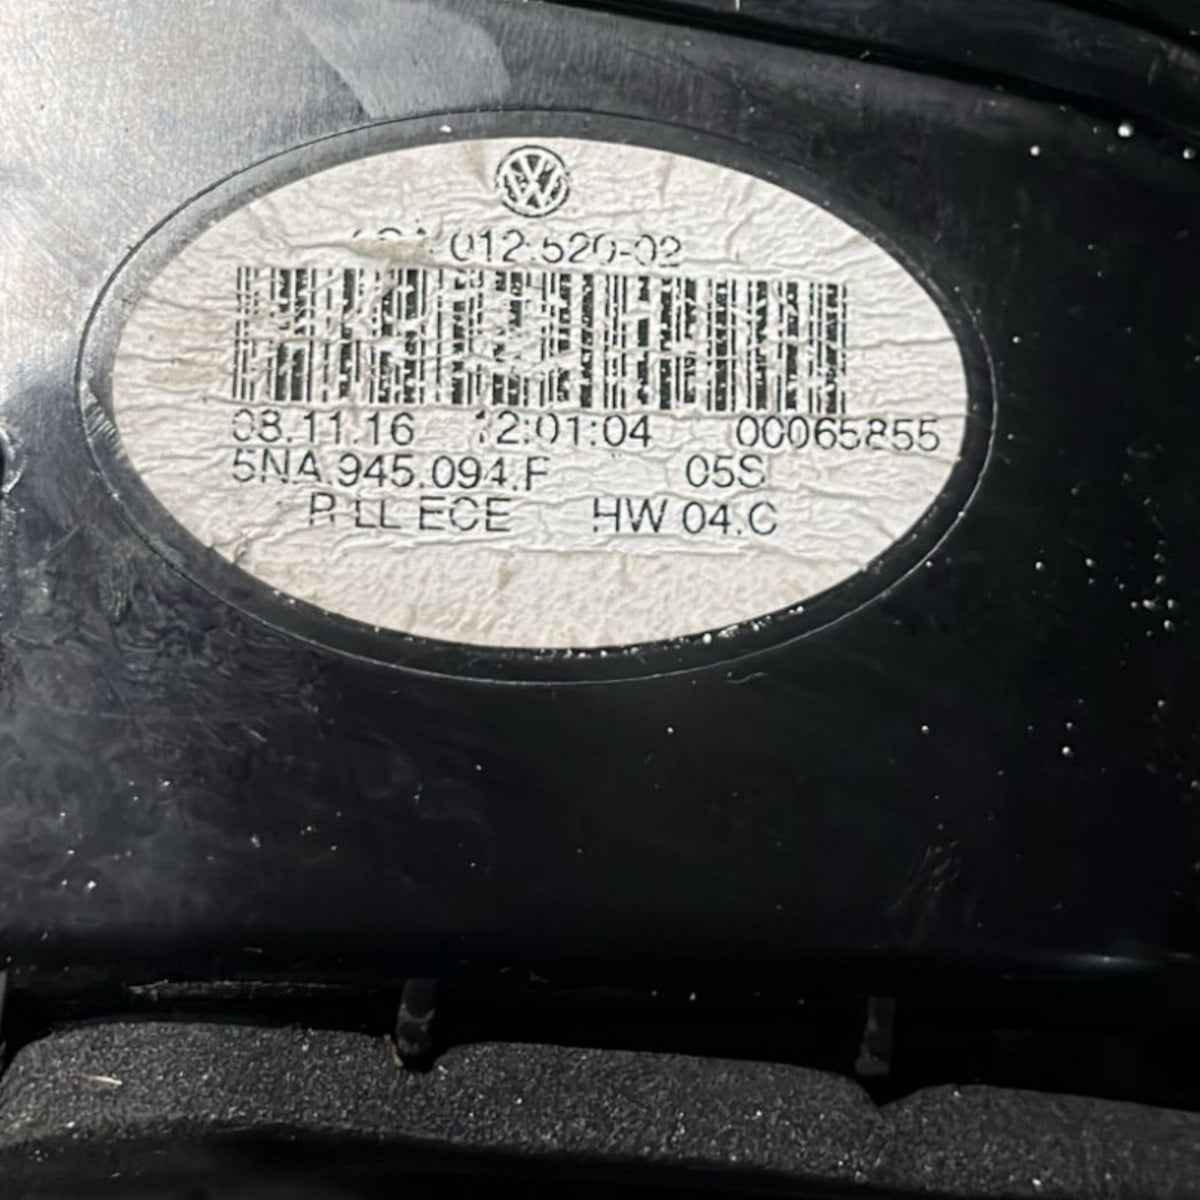 012.520-02
08.11.16 12:01:04 00065855
5NA.945.094.F 05S
R LL ECE HW 04.C